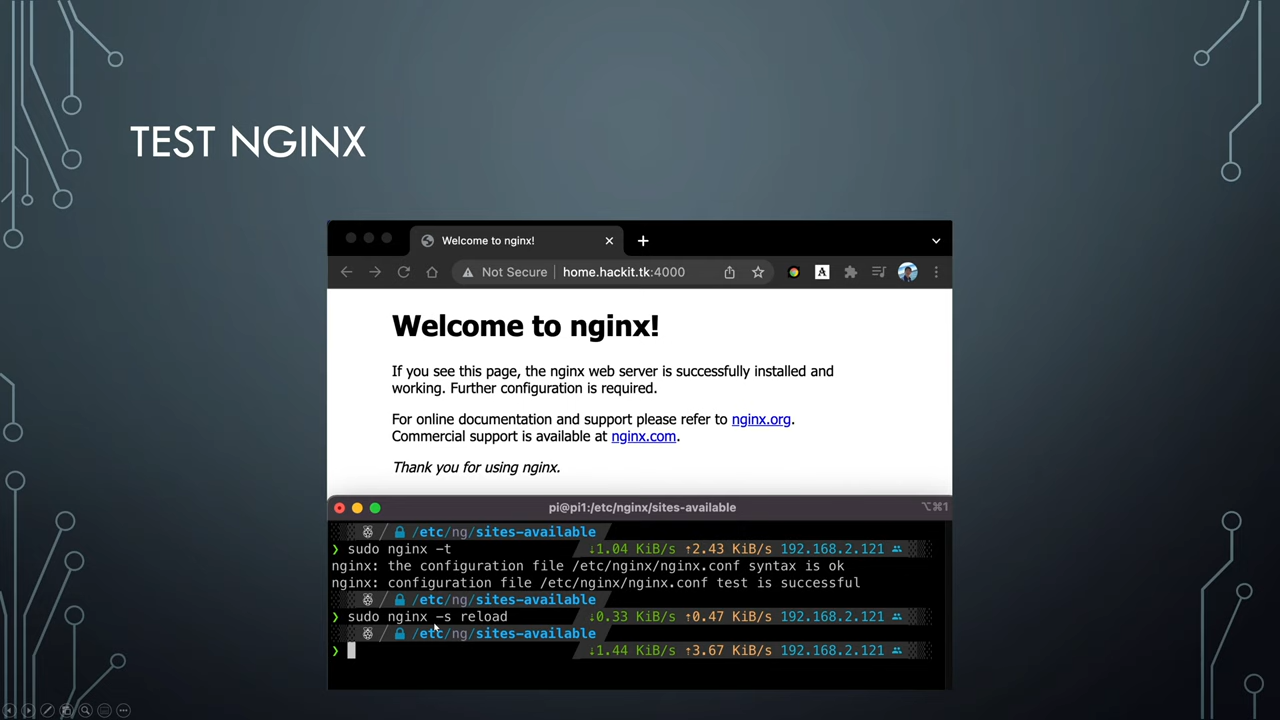 TEST NGINX
Welcome to nginx!
Not Secure
home.hackit.tk:4000
Welcome to nginx!
If you see this page, the nginx web server is successfully installed and
working. Further configuration is required.
For online documentation and support please refer to nginx.org.
Commercial support is available at nginx.com.
Thank you for using nginx.
pi@pi1:/etc/nginx/sites-available ⌥⌘1
/ /etc/ng/sites-available
❯ sudo nginx -t ↓1.04 KiB/s ↑2.43 KiB/s 192.168.2.121
nginx: the configuration file /etc/nginx/nginx.conf syntax is ok
nginx: configuration file /etc/nginx/nginx.conf test is successful
/ /etc/ng/sites-available
❯ sudo nginx -s reload ↓0.33 KiB/s ↑0.47 KiB/s 192.168.2.121
/ /etc/ng/sites-available
❯ ↓1.44 KiB/s ↑3.67 KiB/s 192.168.2.121